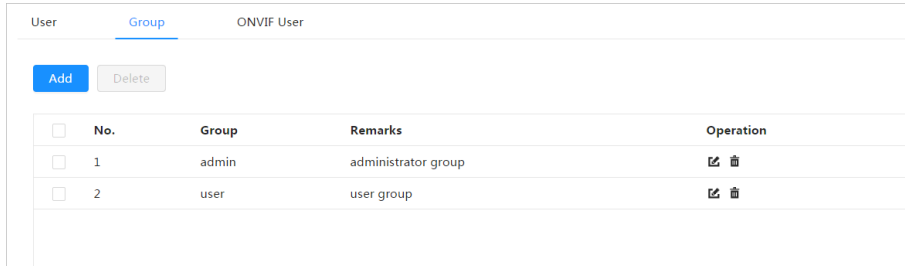 User Group ONVIF User
Add Delete
No. Group Remarks Operation
1 admin administrator group
2 user user group